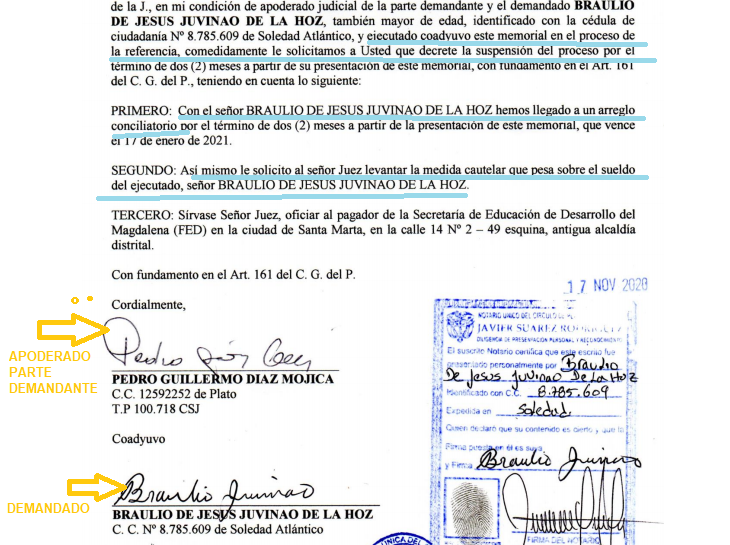 de la J., en mi condición de apoderado judicial de la parte demandante y el demandado BRAULIO
DE JESUS JUVINAO DE LA HOZ, también mayor de edad, identificado con la cédula de
ciudadanía Nº 8.785.609 de Soledad Atlántico, y ejecutado coadyuvo este memorial en el proceso de
la referencia, comedidamente le solicitamos a Usted que decrete la suspensión del proceso por el
término de dos (2) meses a partir de su presentación de este memorial, con fundamento en el Art. 161
del C. G. del P., teniendo en cuenta lo siguiente:
PRIMERO: Con el señor BRAULIO DE JESUS JUVINAO DE LA HOZ hemos llegado a un arreglo
conciliatorio por el término de dos (2) meses a partir de la presentación de este memorial, que vence
el 17 de enero de 2021.
SEGUNDO: Así mismo le solicito al señor Juez levantar la medida cautelar que pesa sobre el sueldo
del ejecutado, señor BRAULIO DE JESUS JUVINAO DE LA HOZ.
TERCERO: Sírvase Señor Juez, oficiar al pagador de la Secretaría de Educación de Desarrollo del
Magdalena (FED) en la ciudad de Santa Marta, en la calle 14 Nº 2 – 49 esquina, antigua alcaldía
distrital.
Con fundamento en el Art. 161 del C. G. del P.
Cordialmente,
APODERADO
PARTE
DEMANDANTE
PEDRO GUILLERMO DIAZ MOJICA
C.C. 12592252 de Plato
T.P 100.718 CSJ
Coadyuvo
DEMANDADO
Braulio Juvinao
BRAULIO DE JESUS JUVINAO DE LA HOZ
C. C. Nº 8.785.609 de Soledad Atlántico
17 NOV 2020
NOTARIO UNICO DEL CIRCULO DE
JAVIER SUAREZ
DILIGENCIA DE PRESENTACION PERSONAL Y RECONOCIMIENTO
El suscrito Notario certifica que este escrito fue
presentado personalmente por Braulio
De Jesus Juvinao De La Hoz
Identificado con C.C. 8.785.609
Expedida en Soledad
Quien declaró que su contenido es cierto y que la
Firma puesta en él es suya
y Firma Braulio Juvinao
FIRMA DEL NOTARIO
UNICA DEL